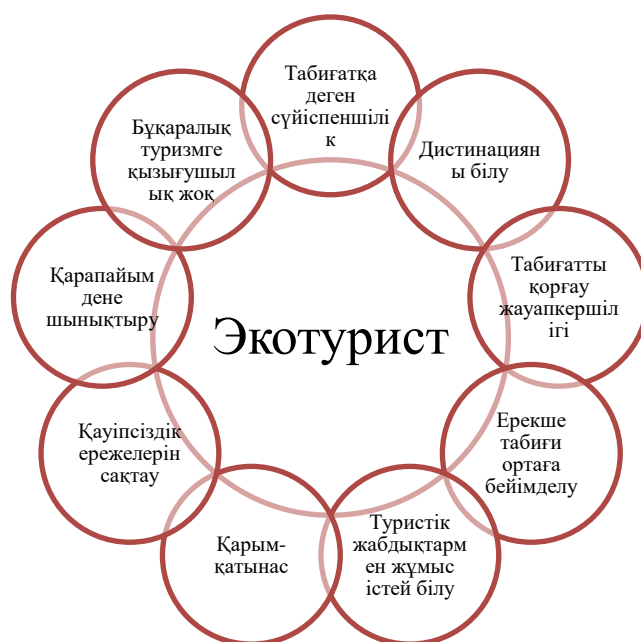 Табиғатқа
деген
сүйіспеншілі
к
Дистинациян
ы білу
Табиғатты
қорғау
жауапкершіл
ігі
Ерекше
табиғи
ортаға
бейімделу
Туристік
жабдықтарм
ен жұмыс
істей білу
Қарым-
қатынас
Қауіпсіздік
ережелерін
сақтау
Қарапайым
дене
шынықтыру
Бұқаралық
туризмге
қызығушыл
ық жоқ
Экотурист